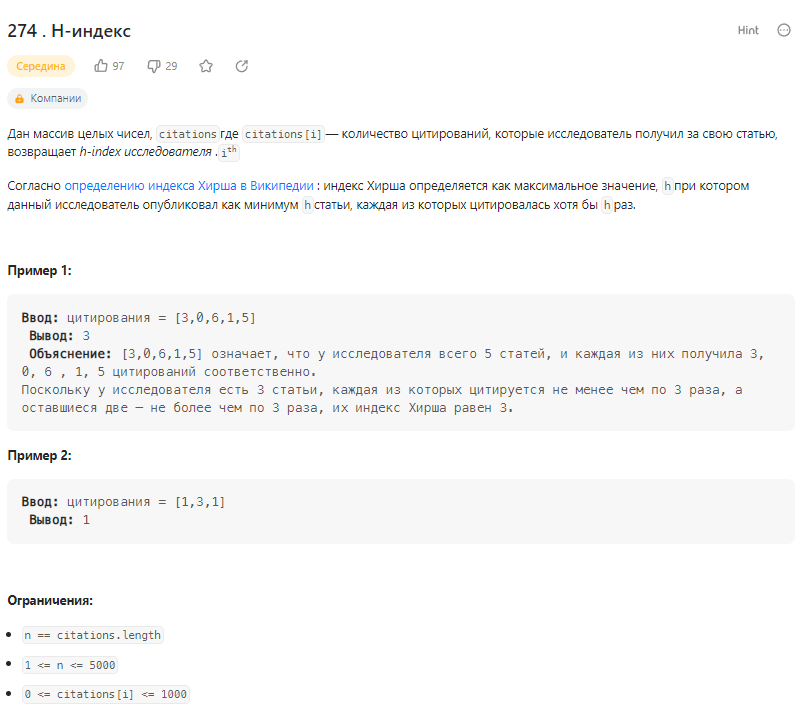 274 . H-индекс
Hint
Середина 97 29
Компании
Дан массив целых чисел, citations где citations[i] — количество цитирований, которые исследователь получил за свою статью,
возвращает h-index исследователя . iᵗʰ
Согласно определению индекса Хирша в Википедии : индекс Хирша определяется как максимальное значение, h при котором
данный исследователь опубликовал как минимум h статьи, каждая из которых цитировалась хотя бы h раз.
Пример 1:
Ввод: цитирования = [3,0,6,1,5]
Вывод: 3
Объяснение: [3,0,6,1,5] означает, что у исследователя всего 5 статей, и каждая из них получила 3,
0, 6 , 1, 5 цитирований соответственно.
Поскольку у исследователя есть 3 статьи, каждая из которых цитируется не менее чем по 3 раза, а
оставшиеся две — не более чем по 3 раза, их индекс Хирша равен 3.
Пример 2:
Ввод: цитирования = [1,3,1]
Вывод: 1
Ограничения:
n == citations.length
1 <= n <= 5000
0 <= citations[i] <= 1000